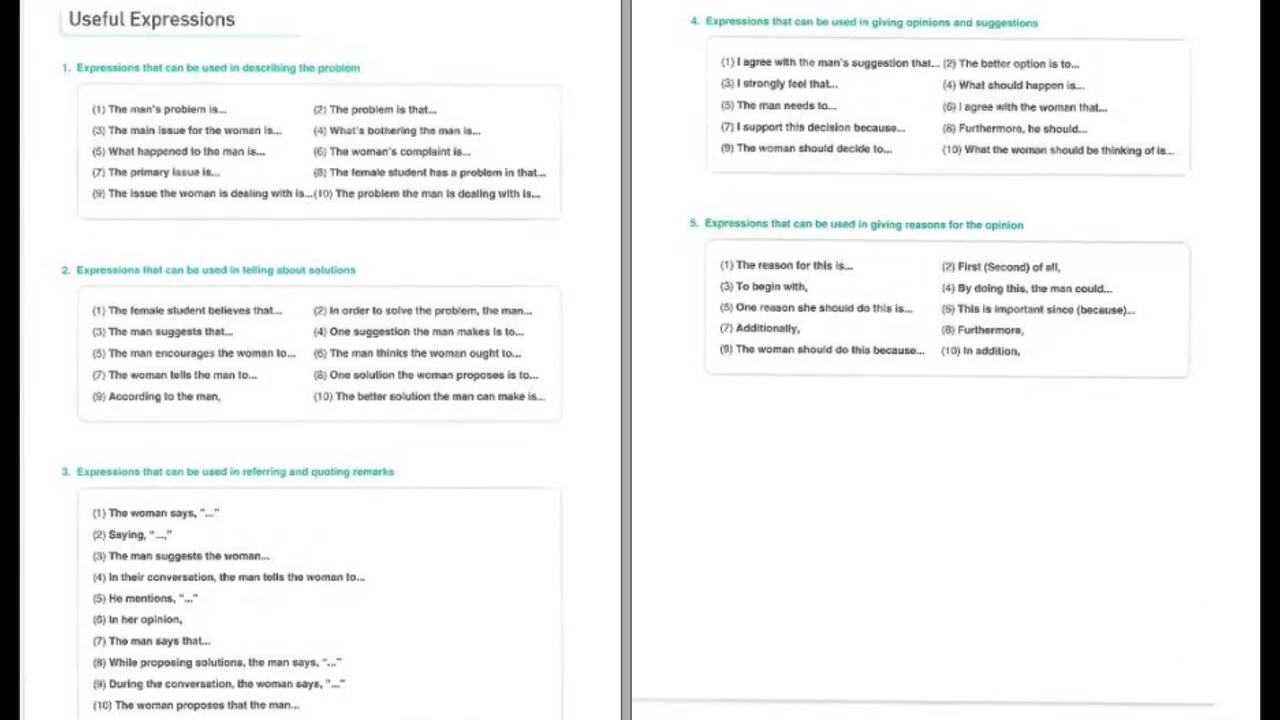 Useful Expressions
1. Expressions that can be used in describing the problem
(1) The man's problem is... (2) The problem is that...
(3) The main issue for the woman is... (4) What's bothering the man is...
(5) What happened to the man is... (6) The woman's complaint is...
(7) The primary issue is... (8) The female student has a problem in that...
(9) The issue the woman is dealing with is... (10) The problem the man is dealing with is...
2. Expressions that can be used in telling about solutions
(1) The female student believes that... (2) In order to solve the problem, the man...
(3) The man suggests that... (4) One suggestion the man makes is to...
(5) The man encourages the woman to... (6) The man thinks the woman ought to...
(7) The woman tells the man to... (8) One solution the woman proposes is to...
(9) According to the man, (10) The better solution the man can make is...
3. Expressions that can be used in referring and quoting remarks
(1) The woman says, "..."
(2) Saying, "...,"
(3) The man suggests the woman...
(4) In their conversation, the man tells the woman to...
(5) He mentions, "..."
(6) In her opinion,
(7) The man says that...
(8) While proposing solutions, the man says, "..."
(9) During the conversation, the woman says, "..."
(10) The woman proposes that the man...
4. Expressions that can be used in giving opinions and suggestions
(1) I agree with the man's suggestion that... (2) The better option is to...
(3) I strongly feel that... (4) What should happen is...
(5) The man needs to... (6) I agree with the woman that...
(7) I support this decision because... (8) Furthermore, he should...
(9) The woman should decide to... (10) What the woman should be thinking of is...
5. Expressions that can be used in giving reasons for the opinion
(1) The reason for this is... (2) First (Second) of all,
(3) To begin with, (4) By doing this, the man could...
(5) One reason she should do this is... (6) This is important since (because)...
(7) Additionally, (8) Furthermore,
(9) The woman should do this because... (10) In addition,